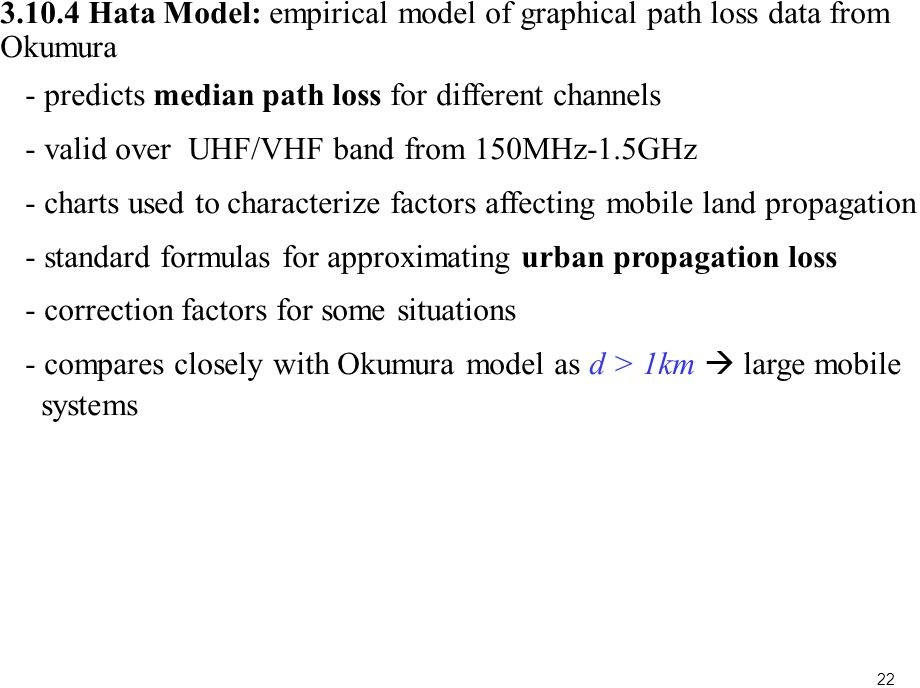 3.10.4 Hata Model: empirical model of graphical path loss data from
Okumura
- predicts median path loss for different channels
- valid over UHF/VHF band from 150MHz-1.5GHz
- charts used to characterize factors affecting mobile land propagation
- standard formulas for approximating urban propagation loss
- correction factors for some situations
- compares closely with Okumura model as d > 1km → large mobile
systems
22